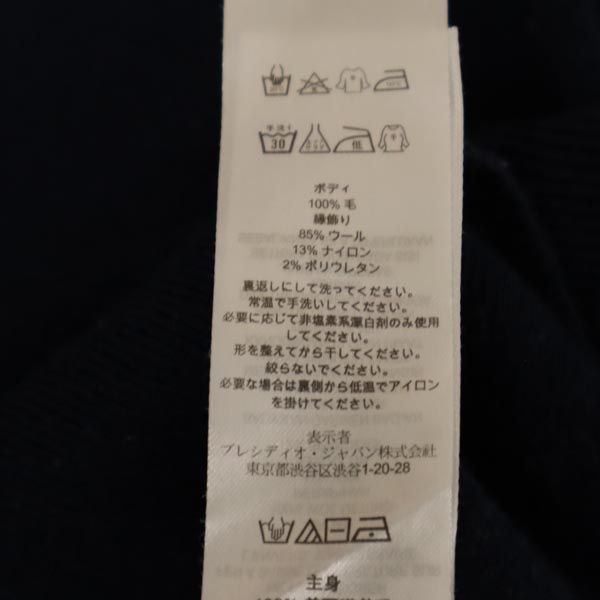 手洗イ
30
エンソ
サラシ
低
ボディ
100% 毛
縁飾り
85% ウール
13% ナイロン
2% ポリウレタン
裏返しにして洗ってください。
常温で手洗いしてください。
必要に応じて非塩素系漂白剤のみ使用
してください。
形を整えてから干してください。
絞らないでください。
必要な場合は裏側から低温でアイロン
を掛けてください。
表示者
プレシディオ・ジャパン株式会社
東京都渋谷区渋谷1-20-28
主身